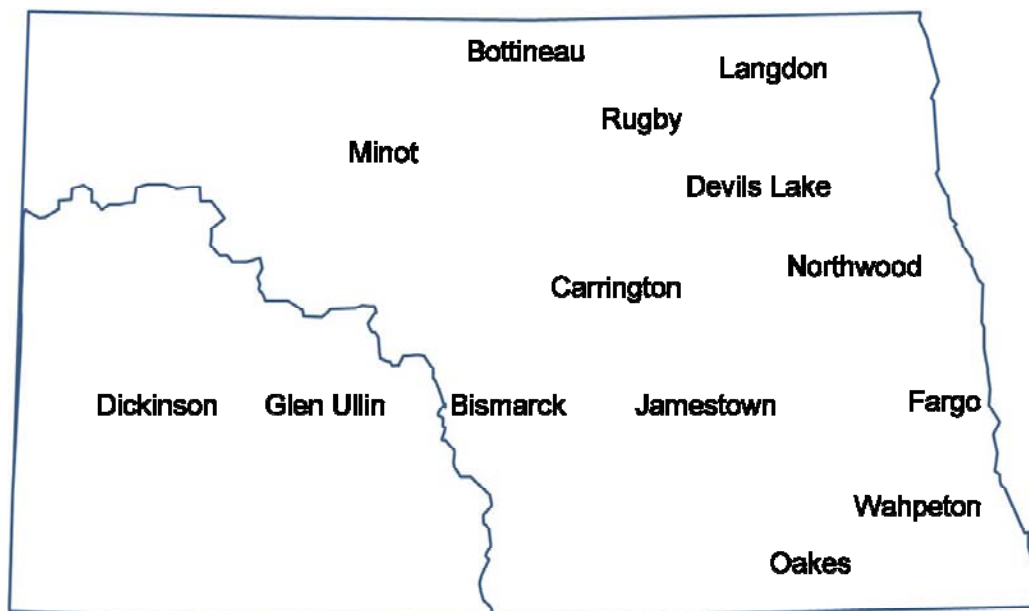 Bottineau
Langdon
Rugby
Minot
Devils Lake
Northwood
Carrington
Dickinson
Glen Ullin
Bismarck
Jamestown
Fargo
Wahpeton
Oakes